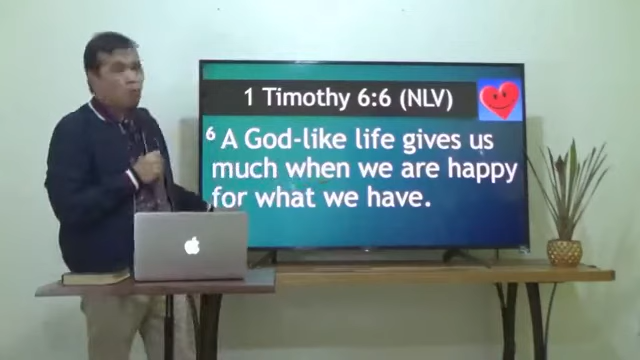 1 Timothy 6:6 (NLV)
6 A God-like life gives us
much when we are happy
for what we have.